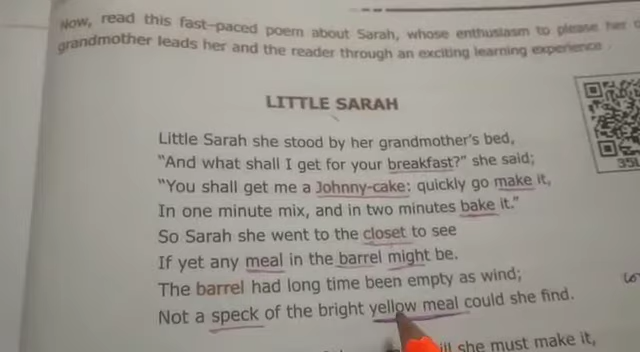 Now, read this fast-paced poem about Sarah, whose enthusiasm to please her
grandmother leads her and the reader through an exciting learning experience.
LITTLE SARAH
Little Sarah she stood by her grandmother's bed,
"And what shall I get for your breakfast?" she said;
"You shall get me a Johnny-cake: quickly go make it,
In one minute mix, and in two minutes bake it."
So Sarah she went to the closet to see
If yet any meal in the barrel might be.
The barrel had long time been empty as wind;
Not a speck of the bright yellow meal could she find.
she must make it,